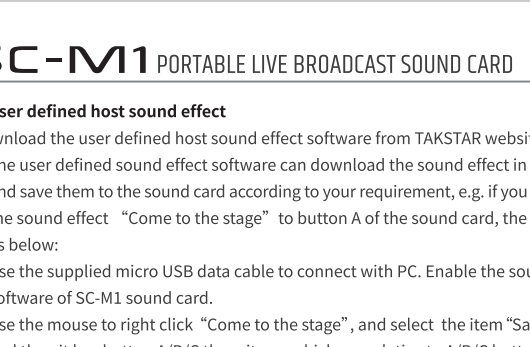 SC-M1 PORTABLE LIVE BROADCAST SOUND CARD
ser defined host sound effect
wnload the user defined host sound effect software from TAKSTAR websi
he user defined sound effect software can download the sound effect in
nd save them to the sound card according to your requirement, e.g. if you
he sound effect “Come to the stage” to button A of the sound card, the
s below:
se the supplied micro USB data cable to connect with PC. Enable the sou
oftware of SC-M1 sound card.
se the mouse to right click “Come to the stage”, and select the item “Sa